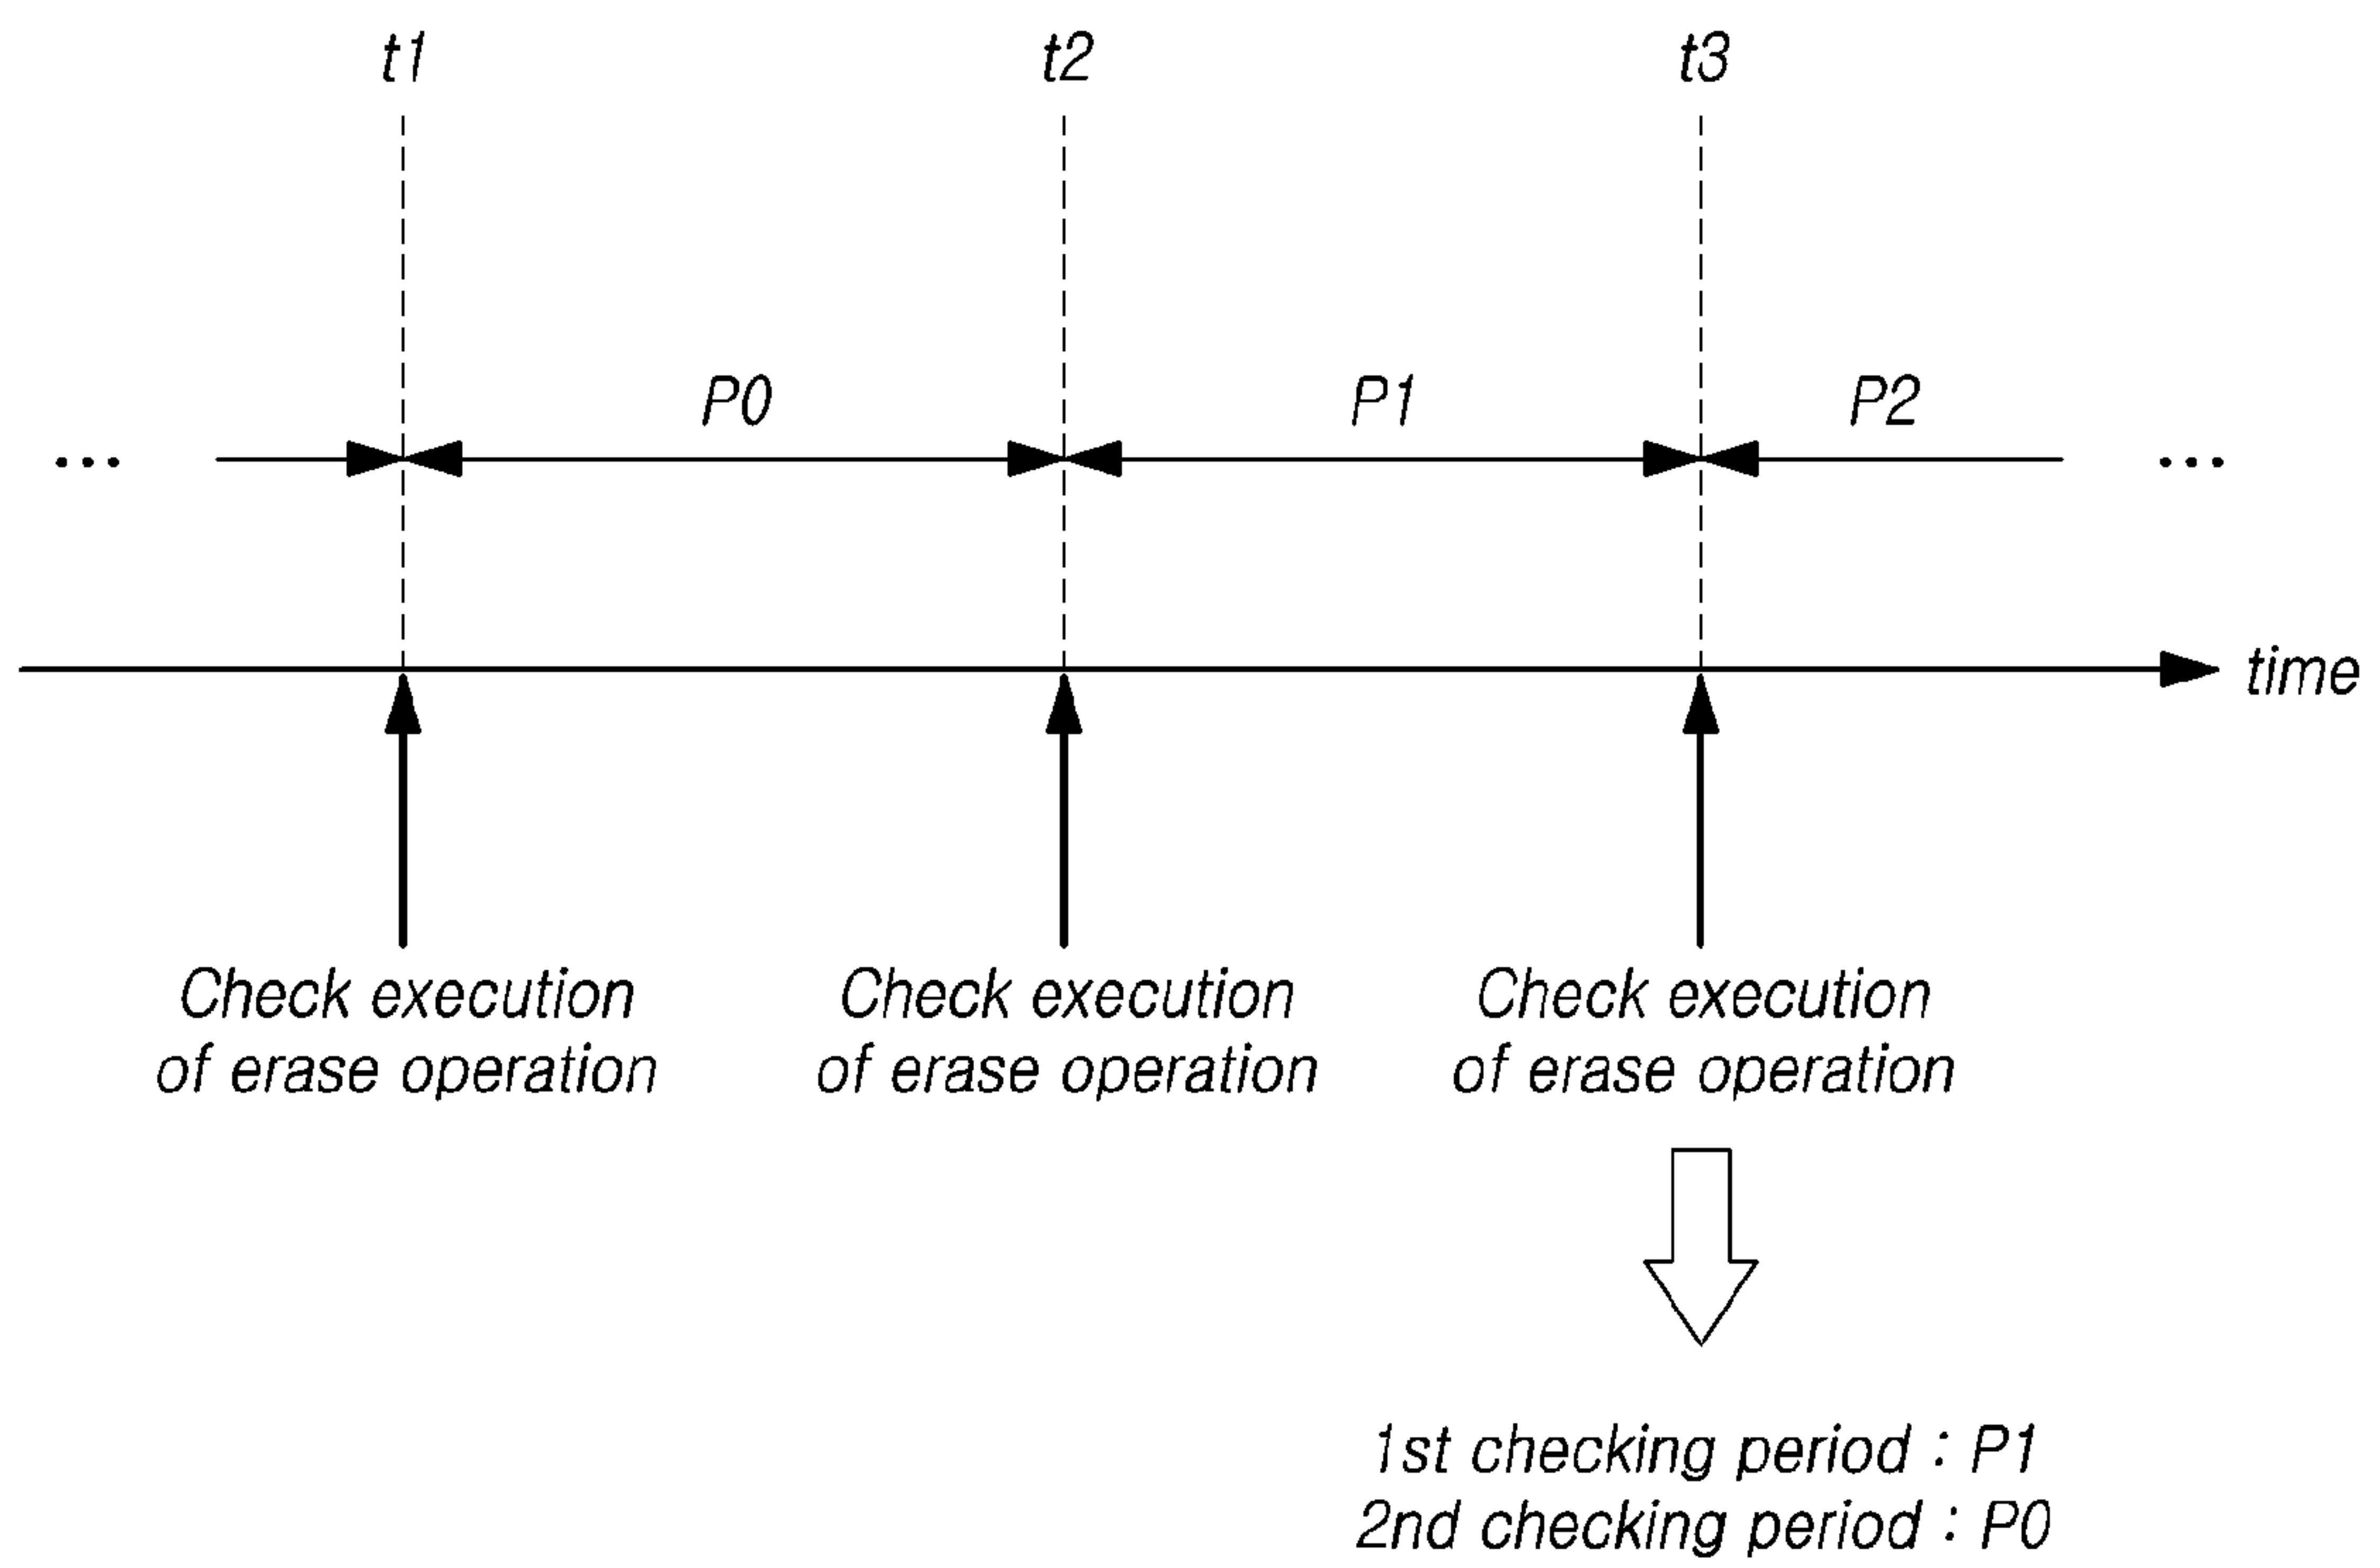 t1 t2 t3
P0 P1 P2
... ...
time
Check execution Check execution Check execution
of erase operation of erase operation of erase operation
1st checking period : P1
2nd checking period : P0